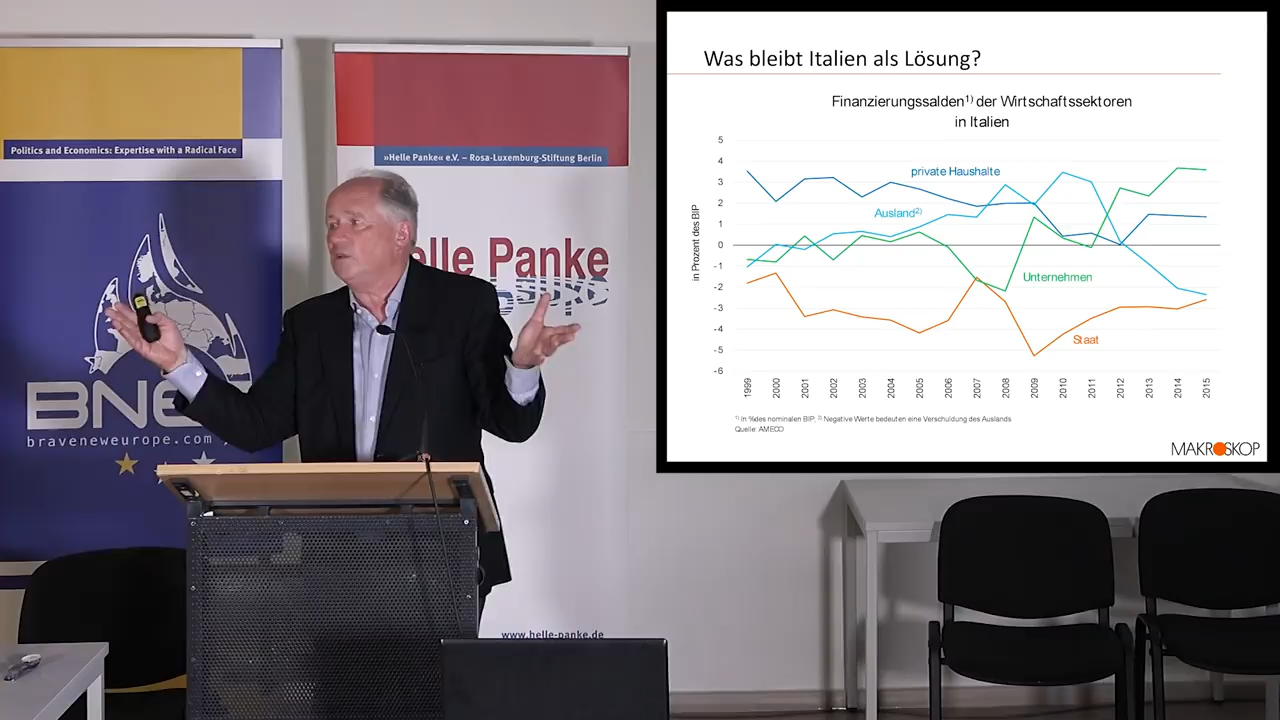 Politics and Economics: Expertise with a Radical Face
BNE
braveneweurope.com
»Helle Panke« e.V. – Rosa-Luxemburg-Stiftung Berlin
elle Panke
www.helle-panke.de
Was bleibt Italien als Lösung?
Finanzierungssalden¹⁾ der Wirtschaftssektoren
in Italien
in Prozent des BIP
5
4
3
2
1
0
-1
-2
-3
-4
-5
-6
private Haushalte
Ausland²⁾
Unternehmen
Staat
1999 2000 2001 2002 2003 2004 2005 2006 2007 2008 2009 2010 2011 2012 2013 2014 2015
¹⁾ In %des nominalen BIP; ²⁾ Negative Werte bedeuten eine Verschuldung des Auslands
Quelle: AMECO
MAKROSKOP